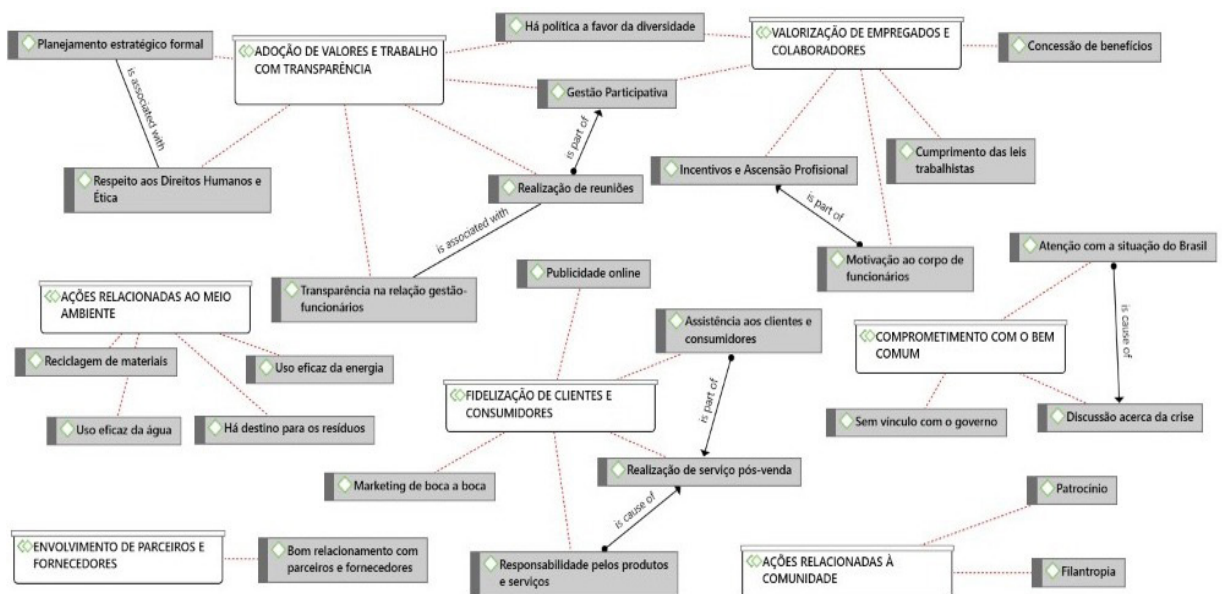 Planejamento estratégico formal
ADOÇÃO DE VALORES E TRABALHO
COM TRANSPARÊNCIA
Há política a favor da diversidade
VALORIZAÇÃO DE EMPREGADOS E
COLABORADORES
Concessão de benefícios
Gestão Participativa
is associated with
is part of
Respeito aos Direitos Humanos e
Ética
Realização de reuniões
Incentivos e Ascensão Profisional
Cumprimento das leis
trabalhistas
is associated with
is part of
Transparência na relação gestão-
funcionários
Publicidade online
Motivação ao corpo de
funcionários
Atenção com a situação do Brasil
AÇÕES RELACIONADAS AO MEIO
AMBIENTE
Reciclagem de materiais
Uso eficaz da energia
Uso eficaz da água
Há destino para os resíduos
Assistência aos clientes e
consumidores
FIDELIZAÇÃO DE CLIENTES E
CONSUMIDORES
is part of
COMPROMETIMENTO COM O BEM
COMUM
is cause of
Sem vínculo com o governo
Discussão acerca da crise
Marketing de boca a boca
Realização de serviço pós-venda
is cause of
Patrocínio
ENVOLVIMENTO DE PARCEIROS E
FORNECEDORES
Bom relacionamento com
parceiros e fornecedores
Responsabilidade pelos produtos
e serviços
AÇÕES RELACIONADAS À
COMUNIDADE
Filantropia